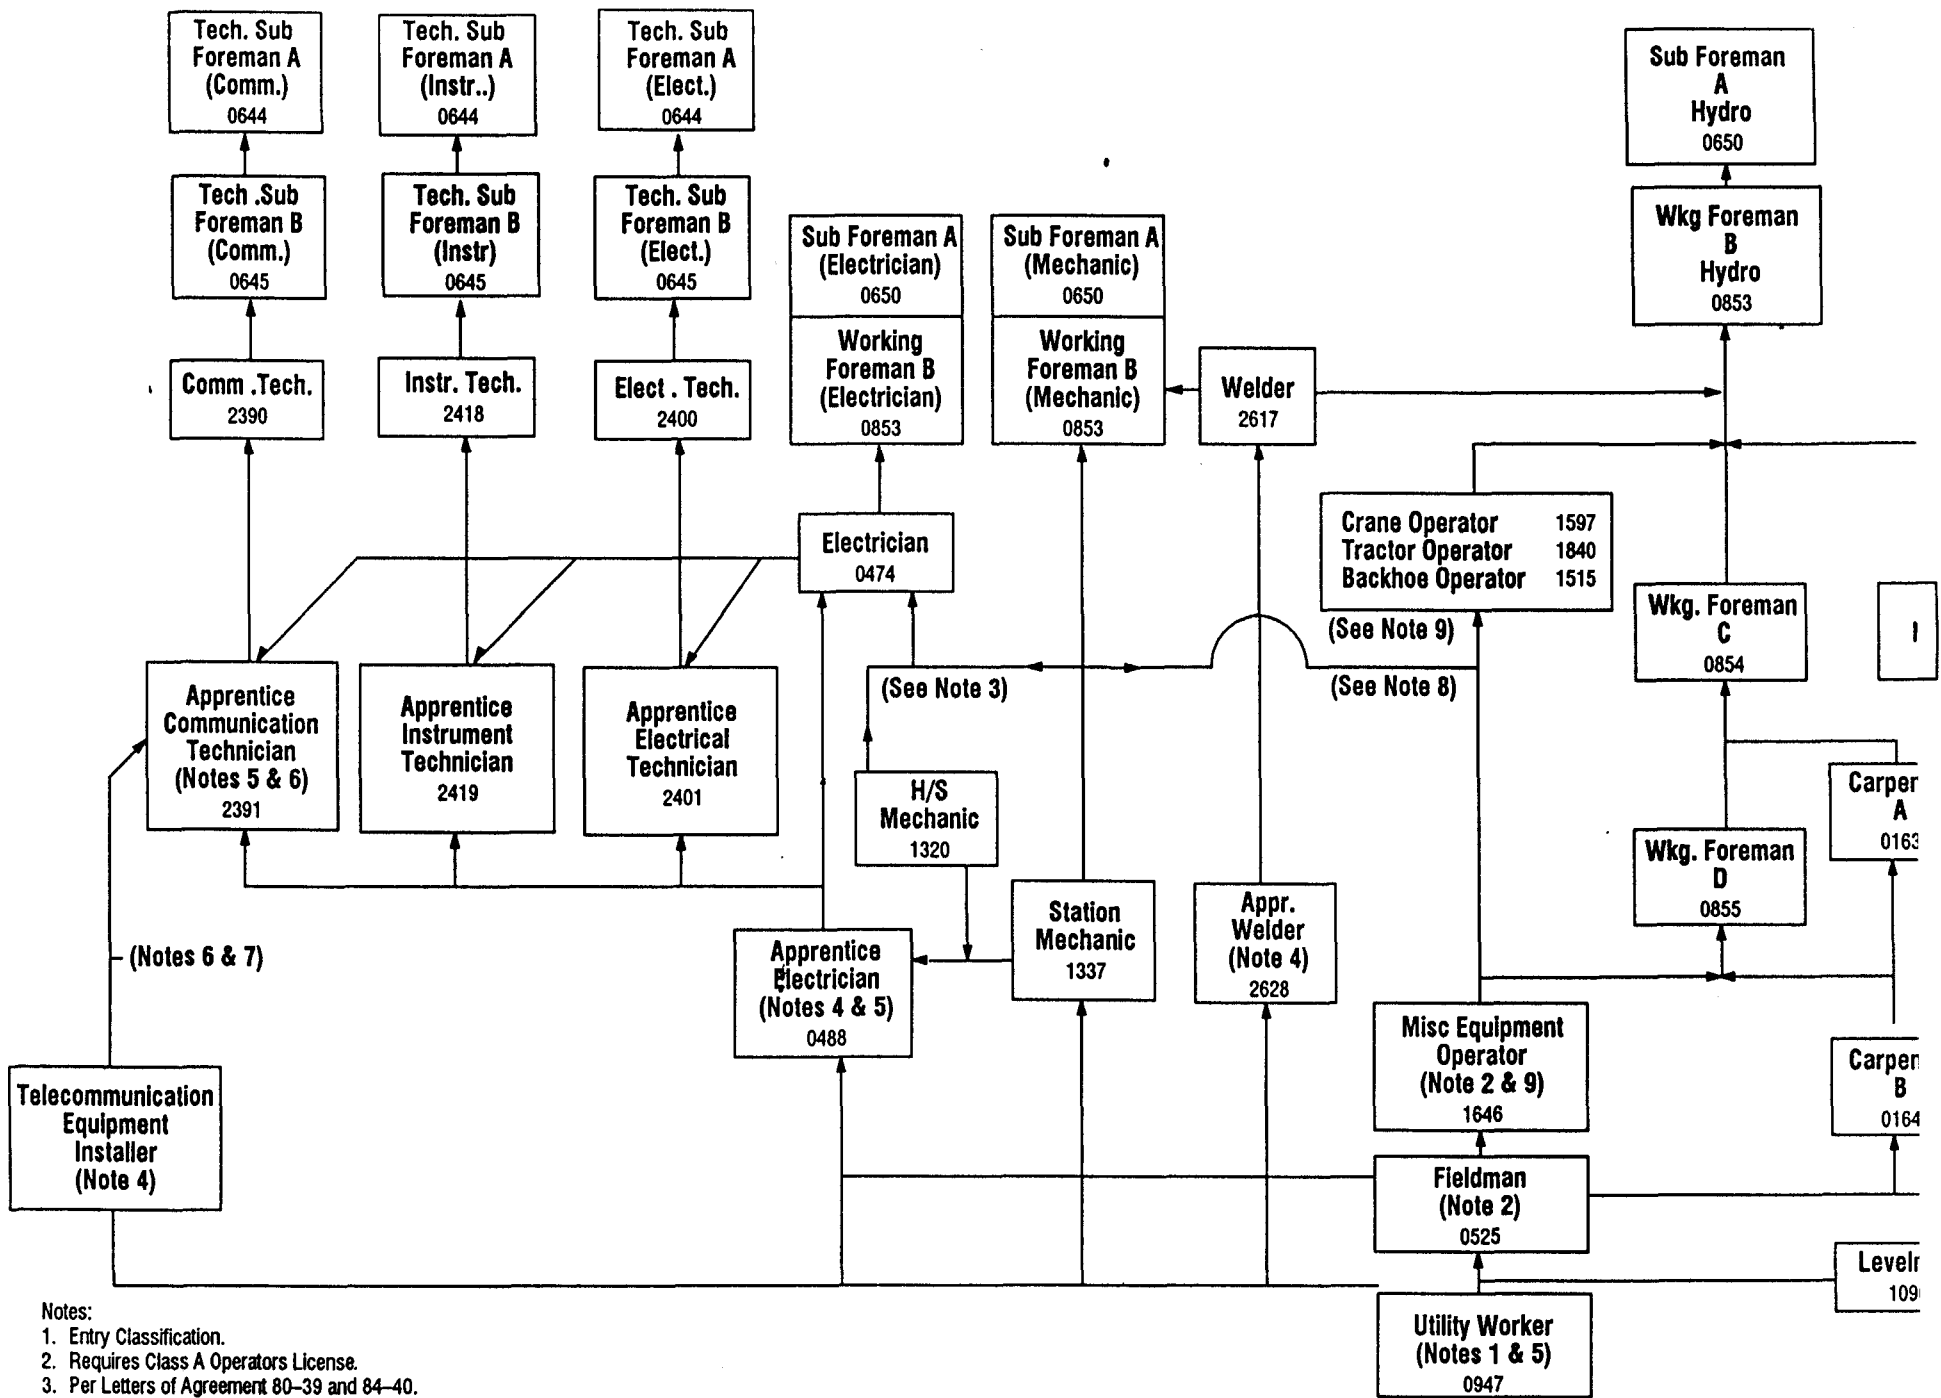 Tech. Sub
Foreman A
(Comm.)
0644
Tech. Sub
Foreman A
(Instr..)
0644
Tech. Sub
Foreman A
(Elect.)
0644
Sub Foreman
A
Hydro
0650
Tech .Sub
Foreman B
(Comm.)
0645
Tech. Sub
Foreman B
(Instr)
0645
Tech. Sub
Foreman B
(Elect.)
0645
Sub Foreman A
(Electrician)
0650
Working
Foreman B
(Electrician)
0853
Sub Foreman A
(Mechanic)
0650
Working
Foreman B
(Mechanic)
0853
Wkg Foreman
B
Hydro
0853
Comm .Tech.
2390
Instr. Tech.
2418
Elect . Tech.
2400
Welder
2617
Electrician
0474
Crane Operator 1597
Tractor Operator 1840
Backhoe Operator 1515
(See Note 9)
Wkg. Foreman
C
0854
Apprentice
Communication
Technician
(Notes 5 & 6)
2391
Apprentice
Instrument
Technician
2419
Apprentice
Electrical
Technician
2401
(See Note 3)
(See Note 8)
H/S
Mechanic
1320
Carpen
A
0163
Wkg. Foreman
D
0855
Station
Mechanic
1337
Appr.
Welder
(Note 4)
2628
(Notes 6 & 7)
Apprentice
Electrician
(Notes 4 & 5)
0488
Misc Equipment
Operator
(Note 2 & 9)
1646
Carpen
B
0164
Telecommunication
Equipment
Installer
(Note 4)
Fieldman
(Note 2)
0525
Levelm
109
Utility Worker
(Notes 1 & 5)
0947
Notes:
1. Entry Classification.
2. Requires Class A Operators License.
3. Per Letters of Agreement 80–39 and 84–40.